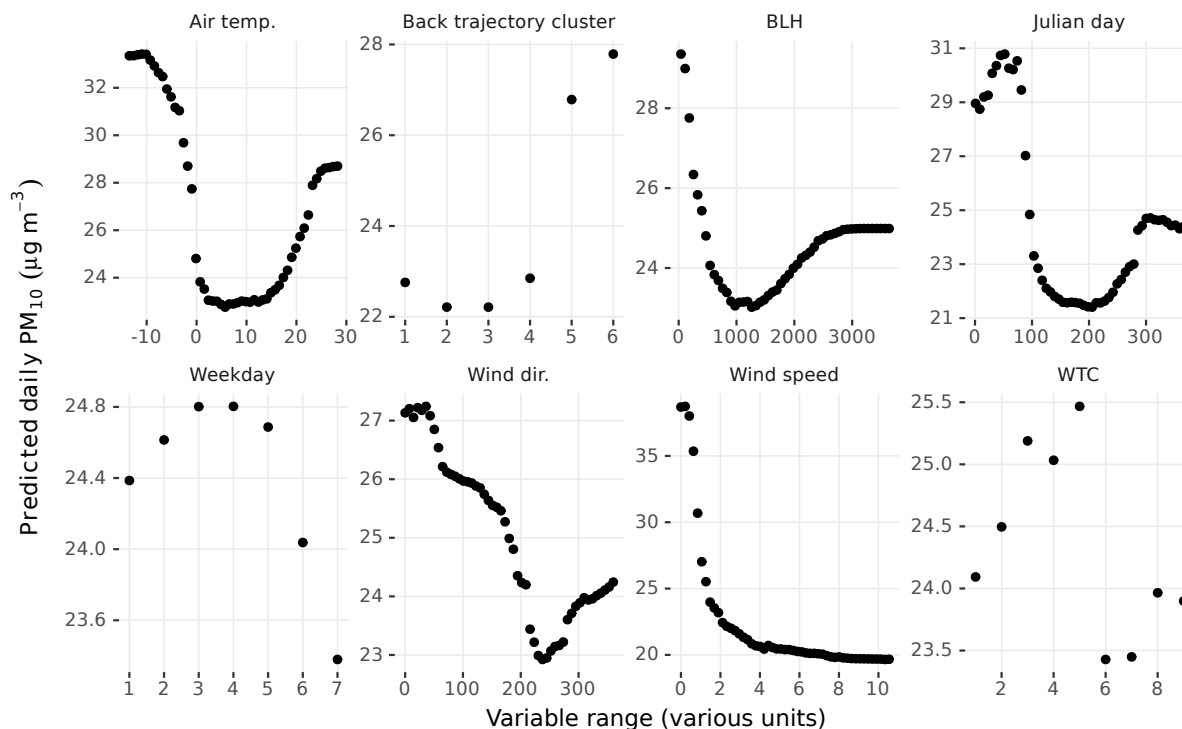 Air temp.
Back trajectory cluster
BLH
Julian day
Predicted daily PM₁₀ (μg m⁻³)
32
30
28
26
24
-10 0 10 20 30
28
26
24
22
1 2 3 4 5 6
28
26
24
0 1000 2000 3000
31
29
27
25
23
21
0 100 200 300
Weekday
Wind dir.
Wind speed
WTC
24.8
24.4
24.0
23.6
1 2 3 4 5 6 7
27
26
25
24
23
0 100 200 300
35
30
25
20
0 2 4 6 8 10
25.5
25.0
24.5
24.0
23.5
2 4 6 8
Variable range (various units)